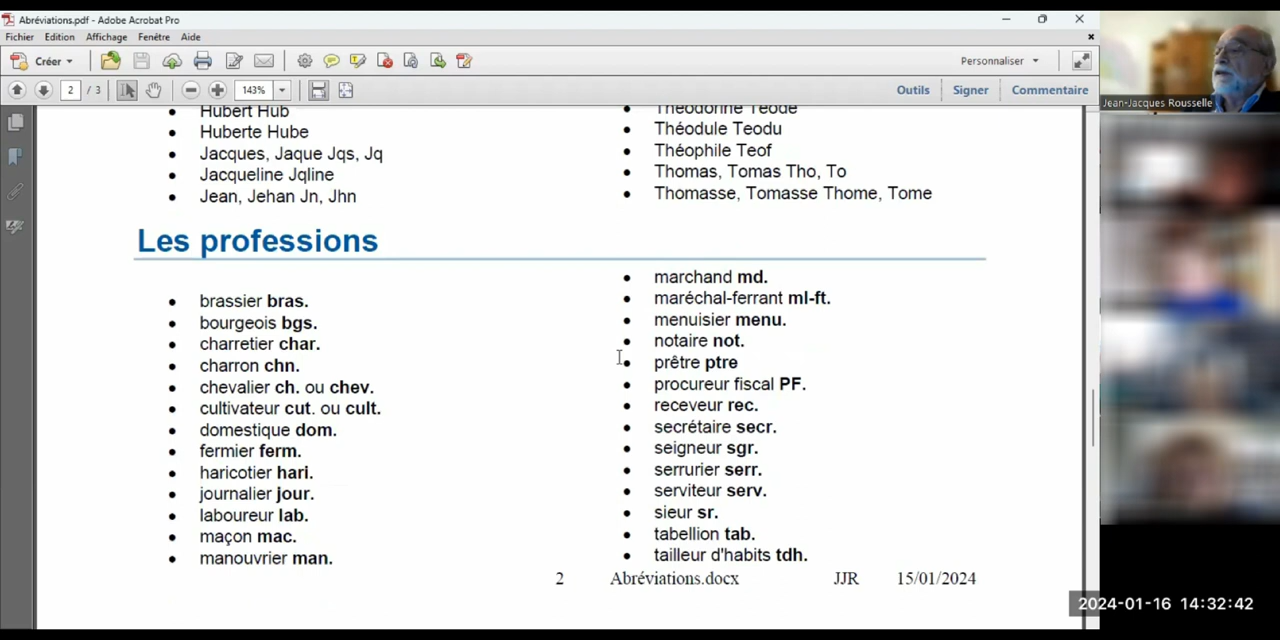 Abréviations.pdf - Adobe Acrobat Pro
Fichier Edition Affichage Fenêtre Aide
Créer
Personnaliser
2 / 3
143%
Outils Signer Commentaire
Jean-Jacques Rousselle
Hubert Hub
Huberte Hube
Jacques, Jaque Jqs, Jq
Jacqueline Jqline
Jean, Jehan Jn, Jhn
Théodule Teodu
Théophile Teof
Thomas, Tomas Tho, To
Thomasse, Tomasse Thome, Tome
Les professions
brassier bras.
bourgeois bgs.
charretier char.
charron chn.
chevalier ch. ou chev.
cultivateur cut. ou cult.
domestique dom.
fermier ferm.
haricotier hari.
journalier jour.
laboureur lab.
maçon mac.
manouvrier man.
marchand md.
maréchal-ferrant ml-ft.
menuisier menu.
notaire not.
prêtre ptre
procureur fiscal PF.
receveur rec.
secrétaire secr.
seigneur sgr.
serrurier serr.
serviteur serv.
sieur sr.
tabellion tab.
tailleur d'habits tdh.
2 Abréviations.docx JJR 15/01/2024
2024-01-16 14:32:42